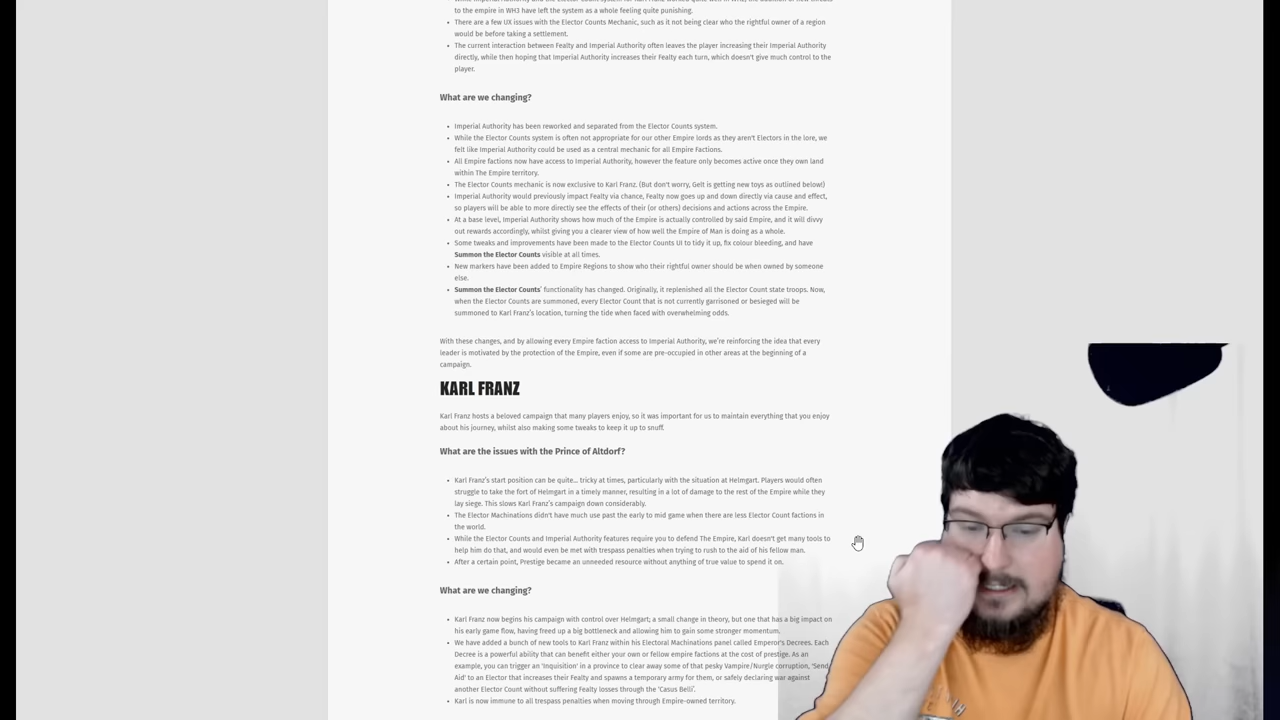 to the empire in WH3 have left the system as a whole feeling quite punishing.
There are a few UX issues with the Elector Counts Mechanic, such as it not being clear who the rightful owner of a region
would be before taking a settlement.
The current interaction between Fealty and Imperial Authority often leaves the player increasing their Imperial Authority
directly, while then hoping that Imperial Authority increases their Fealty each turn, which doesn't give much control to the
player.
What are we changing?
Imperial Authority has been reworked and separated from the Elector Counts system.
While the Elector Counts system is often not appropriate for our other Empire lords as they aren't Electors in the lore, we
felt like Imperial Authority could be used as a central mechanic for all Empire Factions.
All Empire factions now have access to Imperial Authority, however the feature only becomes active once they own land
within The Empire territory.
The Elector Counts mechanic is now exclusive to Karl Franz. (But don't worry, Gelt is getting new toys as outlined below!)
Imperial Authority would previously impact Fealty via chance, Fealty now goes up and down directly via cause and effect,
so players will be able to more directly see the effects of their (or others) decisions and actions across the Empire.
At a base level, Imperial Authority shows how much of the Empire is actually controlled by said Empire, and it will divvy
out rewards accordingly, whilst giving you a clearer view of how well the Empire of Man is doing as a whole.
Some tweaks and improvements have been made to the Elector Counts UI to tidy it up, fix colour bleeding, and have
Summon the Elector Counts visible at all times.
New markers have been added to Empire Regions to show who their rightful owner should be when owned by someone
else.
Summon the Elector Counts' functionality has changed. Originally, it replenished all the Elector Count state troops. Now,
when the Elector Counts are summoned, every Elector Count that is not currently garrisoned or besieged will be
summoned to Karl Franz's location, turning the tide when faced with overwhelming odds.
With these changes, and by allowing every Empire faction access to Imperial Authority, we're reinforcing the idea that every
leader is motivated by the protection of the Empire, even if some are pre-occupied in other areas at the beginning of a
campaign.
KARL FRANZ
Karl Franz hosts a beloved campaign that many players enjoy, so it was important for us to maintain everything that you enjoy
about his journey, whilst also making some tweaks to keep it up to snuff.
What are the issues with the Prince of Altdorf?
Karl Franz's start position can be quite... tricky at times, particularly with the situation at Helmgart. Players would often
struggle to take the fort of Helmgart in a timely manner, resulting in a lot of damage to the rest of the Empire while they
lay siege. This slows Karl Franz's campaign down considerably.
The Elector Machinations didn't have much use past the early to mid game when there are less Elector Count factions in
the world.
While the Elector Counts and Imperial Authority features require you to defend The Empire, Karl doesn't get many tools to
help him do that, and would even be met with trespass penalties when trying to rush to the aid of his fellow man.
After a certain point, Prestige became an unneeded resource without anything of true value to spend it on.
What are we changing?
Karl Franz now begins his campaign with control over Helmgart; a small change in theory, but one that has a big impact on
his early game flow, having freed up a big bottleneck and allowing him to gain some stronger momentum.
We have added a bunch of new tools to Karl Franz within his Electoral Machinations panel called Emperor's Decrees. Each
Decree is a powerful ability that can benefit either your own or fellow empire factions at the cost of prestige. As an
example, you can trigger an 'Inquisition' in a province to clear away some of that pesky Vampire/Nurgle corruption, 'Send
Aid' to an Elector that increases their Fealty and spawns a temporary army for them, or safely declaring war against
another Elector Count without suffering Fealty losses through the 'Casus Belli'.
Karl is now immune to all trespass penalties when moving through Empire-owned territory.